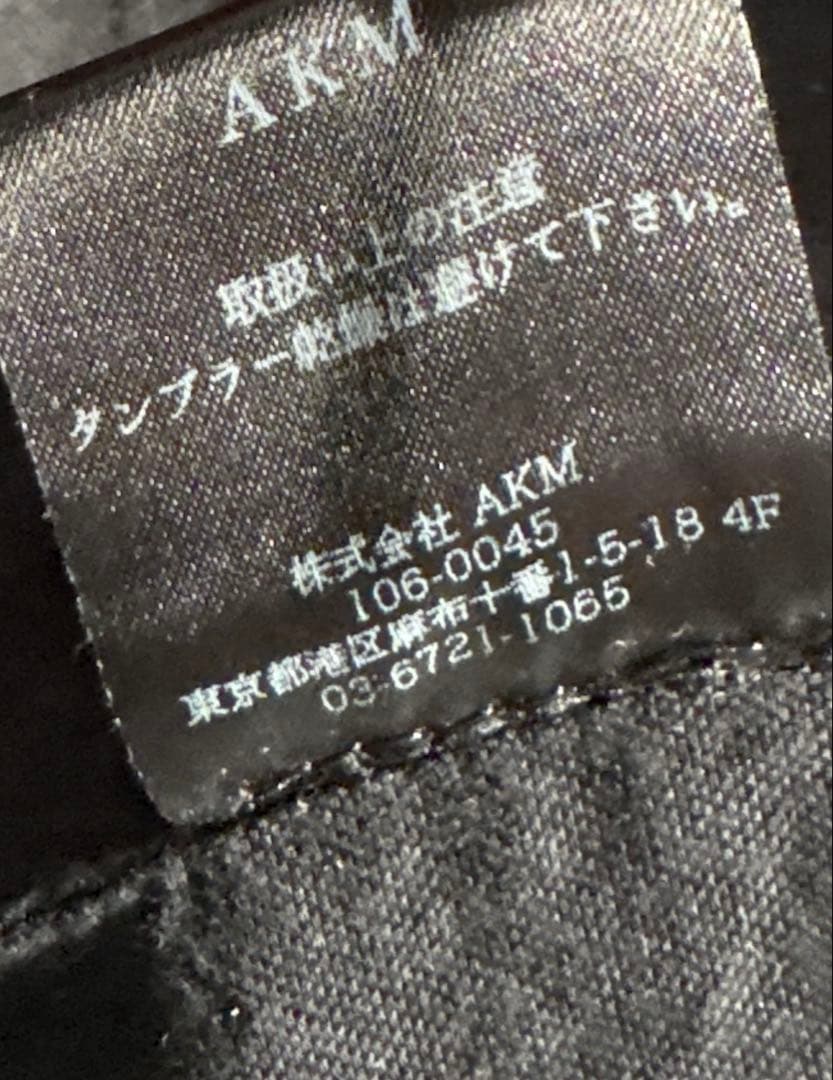 AKM
取扱い上の注意
タンブラー乾燥は避けて下さい。
株式会社 AKM
106-0045
東京都港区麻布十番1-5-18 4F
03-6721-1065